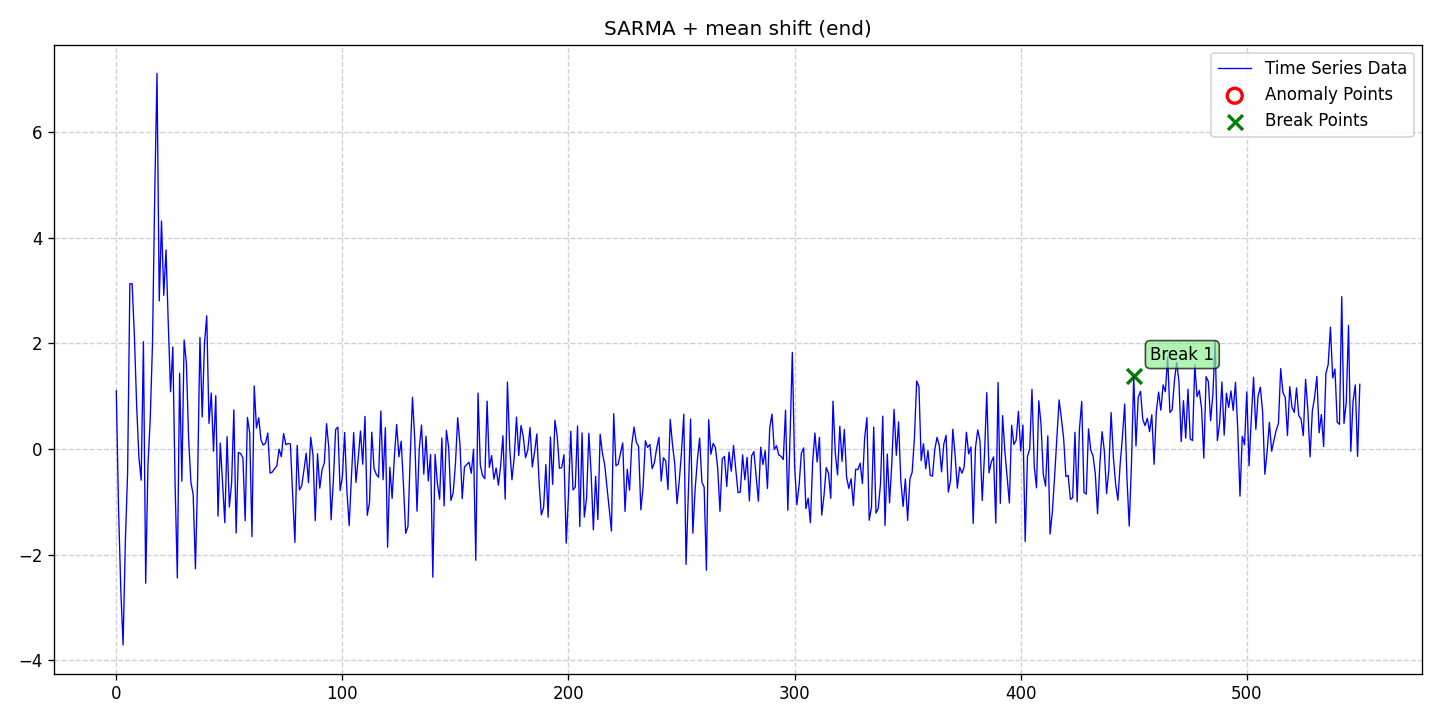 SARMA + mean shift (end)
Time Series Data
Anomaly Points
Break Points
Break 1
6
4
2
0
−2
−4
0
100
200
300
400
500